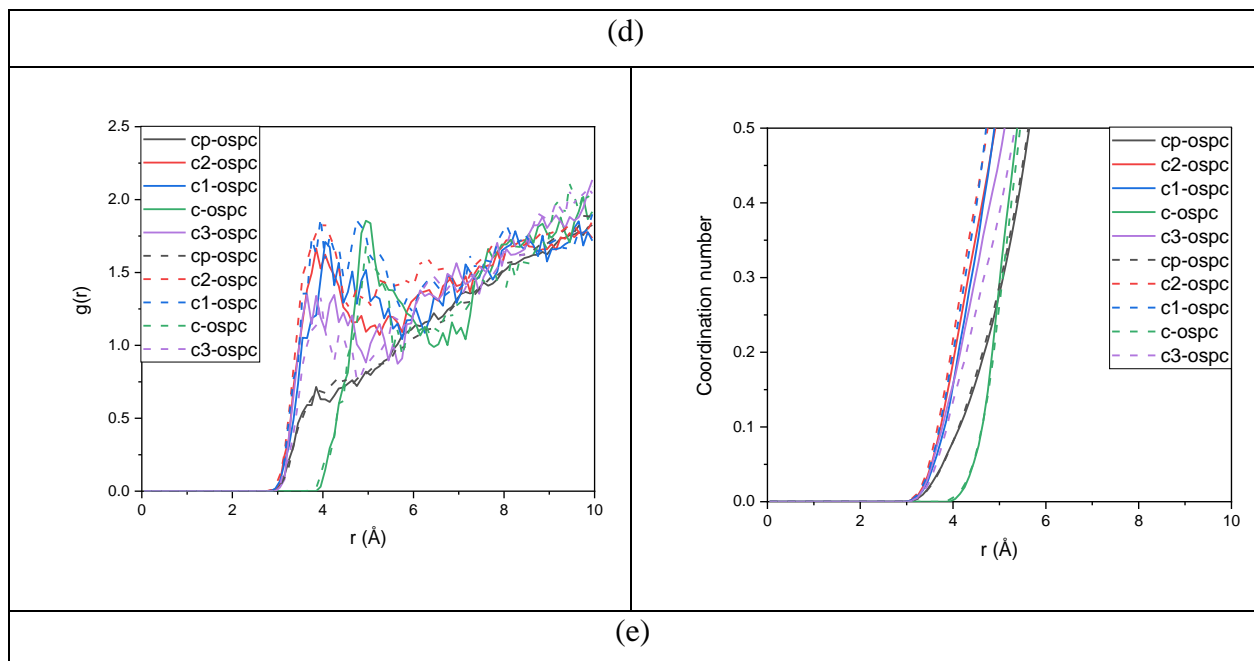 (d)
2.5
2.0
1.5
1.0
0.5
0.0
g(r)
cp-ospc
c2-ospc
c1-ospc
c-ospc
c3-ospc
cp-ospc
c2-ospc
c1-ospc
c-ospc
c3-ospc
0 2 4 6 8 10
r (Å)
0.5
0.4
0.3
0.2
0.1
0.0
Coordination number
cp-ospc
c2-ospc
c1-ospc
c-ospc
c3-ospc
cp-ospc
c2-ospc
c1-ospc
c-ospc
c3-ospc
0 2 4 6 8 10
r (Å)
(e)